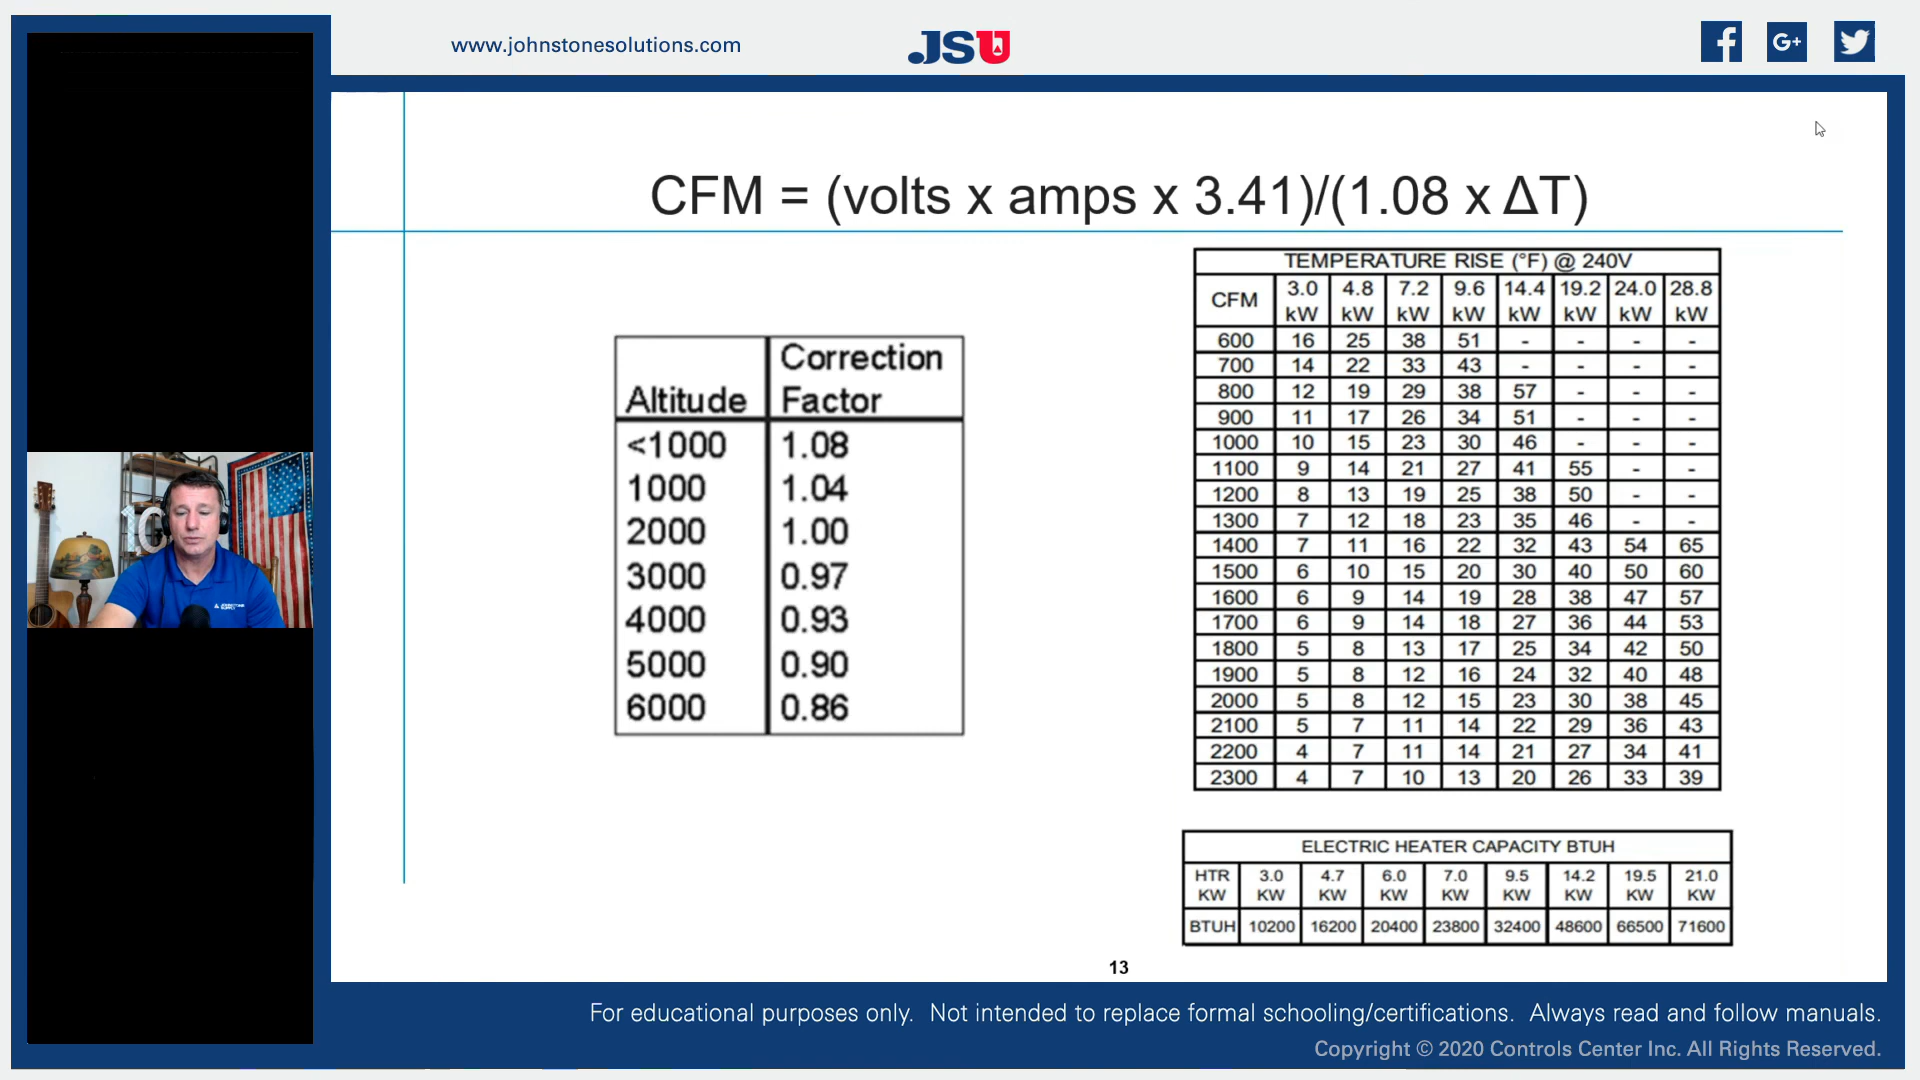 www.johnstonesolutions.com
JSU
G+
CFM = (volts x amps x 3.41)/(1.08 x ΔT)
Altitude Correction Factor
<1000 1.08
1000 1.04
2000 1.00
3000 0.97
4000 0.93
5000 0.90
6000 0.86
TEMPERATURE RISE (°F) @ 240V
CFM 3.0 kW 4.8 kW 7.2 kW 9.6 kW 14.4 kW 19.2 kW 24.0 kW 28.8 kW
600 16 25 38 51 - - - -
700 14 22 33 43 - - - -
800 12 19 29 38 57 - - -
900 11 17 26 34 51 - - -
1000 10 15 23 30 46 - - -
1100 9 14 21 27 41 55 - -
1200 8 13 19 25 38 50 - -
1300 7 12 18 23 35 46 - -
1400 7 11 16 22 32 43 54 65
1500 6 10 15 20 30 40 50 60
1600 6 9 14 19 28 38 47 57
1700 6 9 14 18 27 36 44 53
1800 5 8 13 17 25 34 42 50
1900 5 8 12 16 24 32 40 48
2000 5 8 12 15 23 30 38 45
2100 5 7 11 14 22 29 36 43
2200 4 7 11 14 21 27 34 41
2300 4 7 10 13 20 26 33 39
ELECTRIC HEATER CAPACITY BTUH
HTR KW 3.0 KW 4.7 KW 6.0 KW 7.0 KW 9.5 KW 14.2 KW 19.5 KW 21.0 KW
BTUH 10200 16200 20400 23800 32400 48600 66500 71600
13
For educational purposes only. Not intended to replace formal schooling/certifications. Always read and follow manuals.
Copyright © 2020 Controls Center Inc. All Rights Reserved.